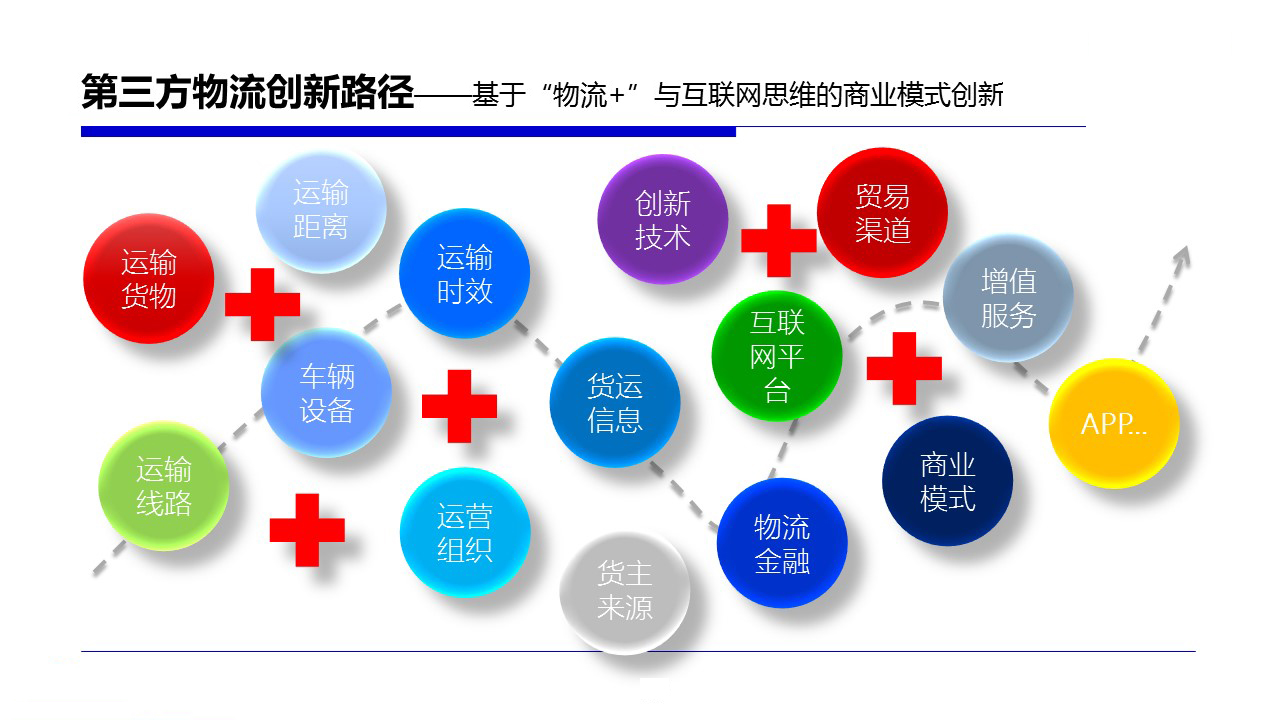 第三方物流创新路径——基于“物流+”与互联网思维的商业模式创新
运输
距离
运输
货物
运输
时效
车辆
设备
运输
线路
运营
组织
货运
信息
货主
来源
创新
技术
贸易
渠道
互联
网平
台
增值
服务
物流
金融
商业
模式
APP...